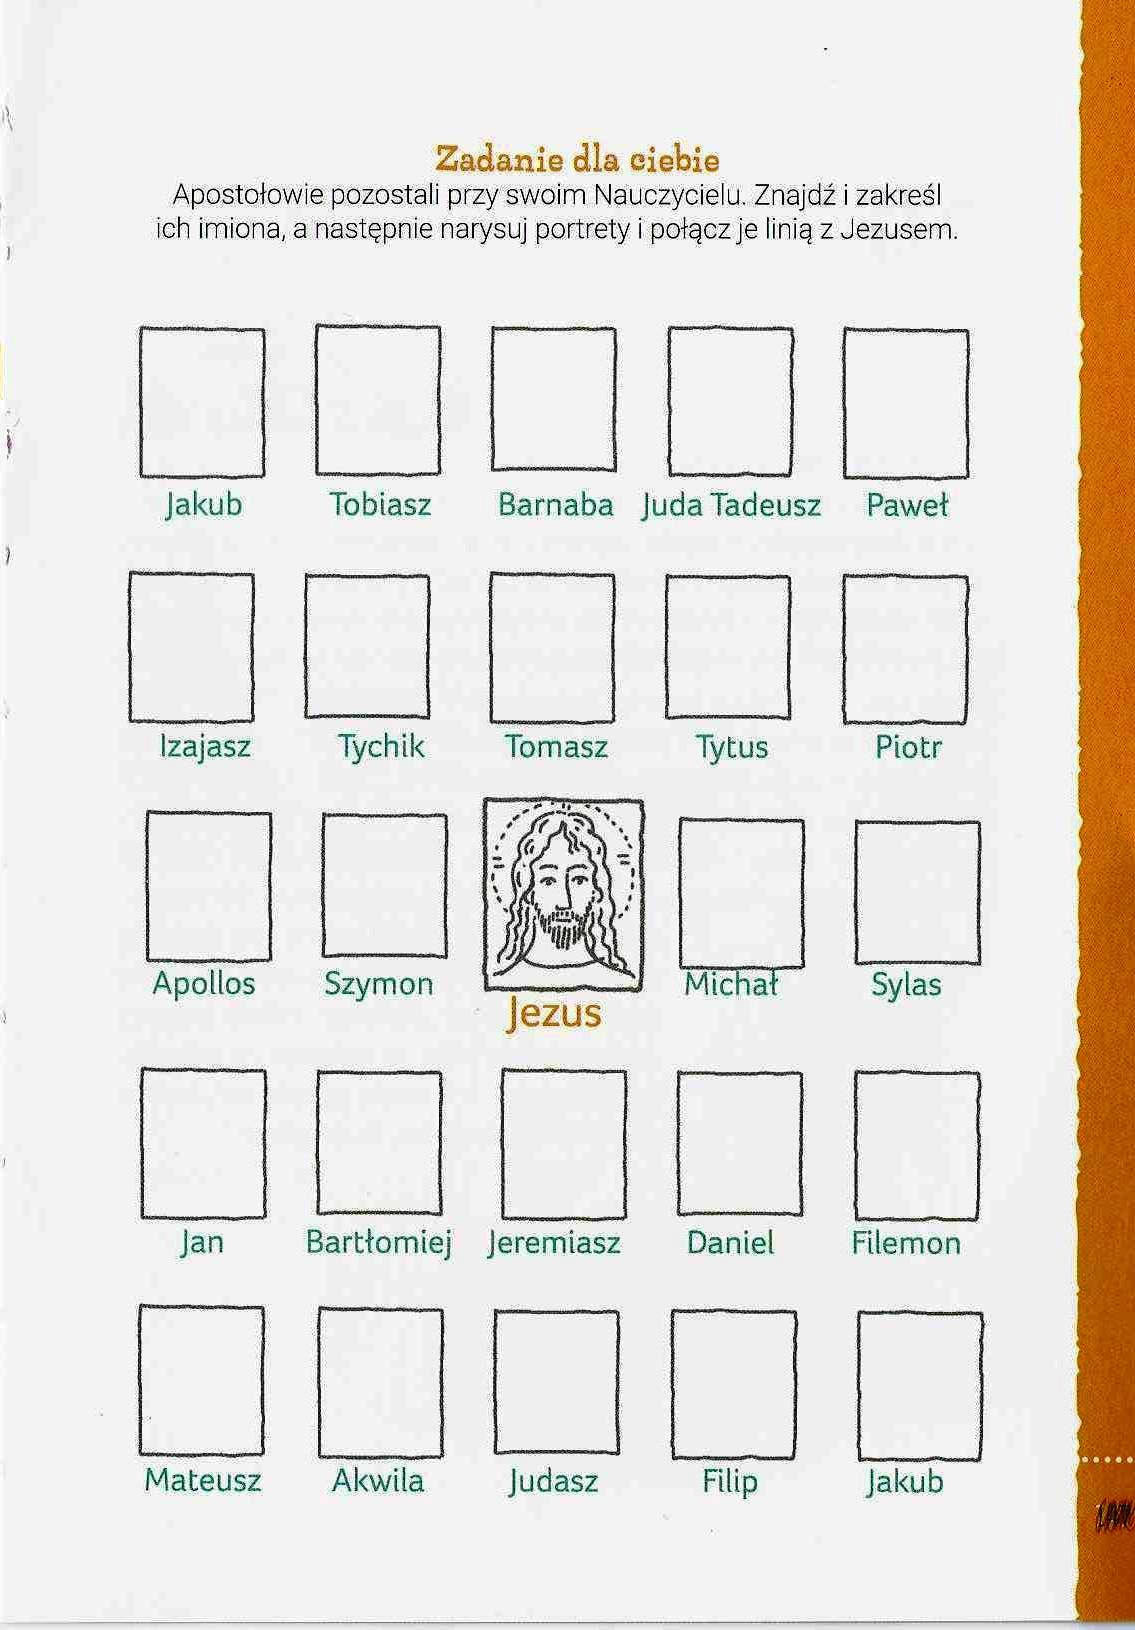 Zadanie dla ciebie
Apostołowie pozostali przy swoim Nauczycielu. Znajdź i zakreśl
ich imiona, a następnie narysuj portrety i połącz je linią z Jezusem.
Jakub Tobiasz Barnaba Juda Tadeusz Paweł
Izajasz Tychik Tomasz Tytus Piotr
Apollos Szymon Michał Sylas
Jezus
Jan Bartłomiej Jeremiasz Daniel Filemon
Mateusz Akwila Judasz Filip Jakub